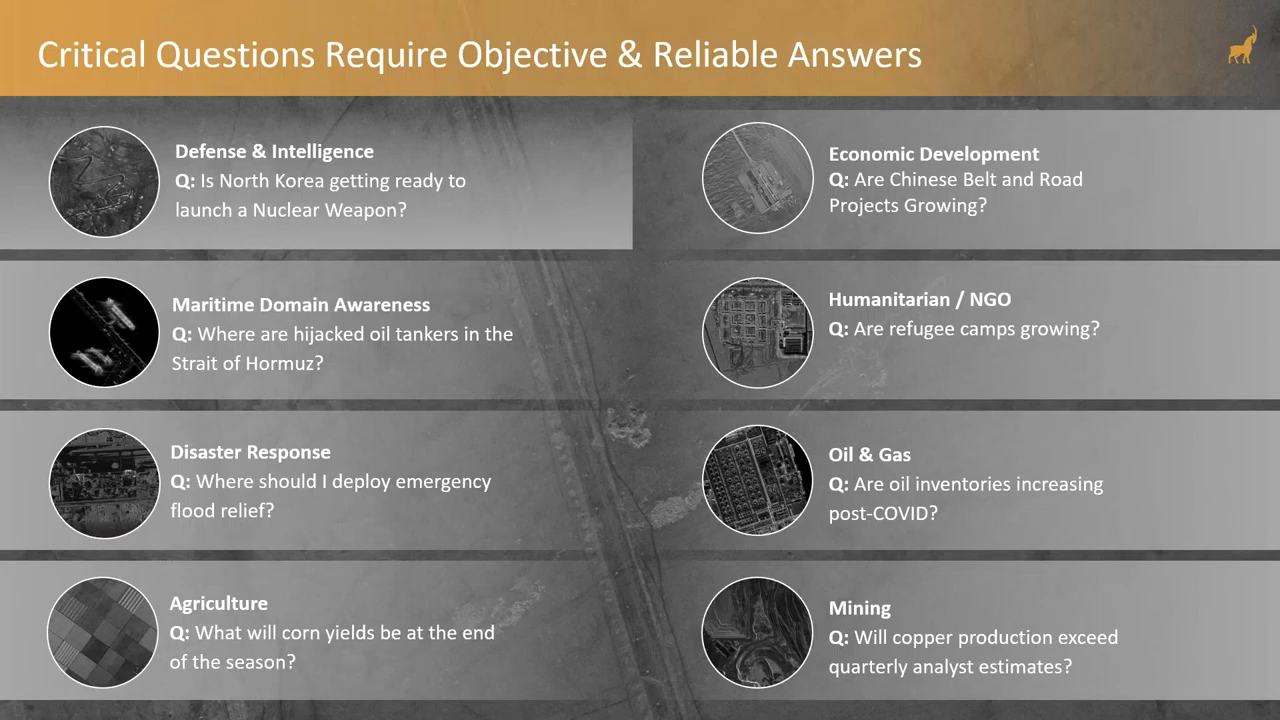 Critical Questions Require Objective & Reliable Answers
Defense & Intelligence
Q: Is North Korea getting ready to
launch a Nuclear Weapon?
Maritime Domain Awareness
Q: Where are hijacked oil tankers in the
Strait of Hormuz?
Disaster Response
Q: Where should I deploy emergency
flood relief?
Agriculture
Q: What will corn yields be at the end
of the season?
Economic Development
Q: Are Chinese Belt and Road
Projects Growing?
Humanitarian / NGO
Q: Are refugee camps growing?
Oil & Gas
Q: Are oil inventories increasing
post-COVID?
Mining
Q: Will copper production exceed
quarterly analyst estimates?